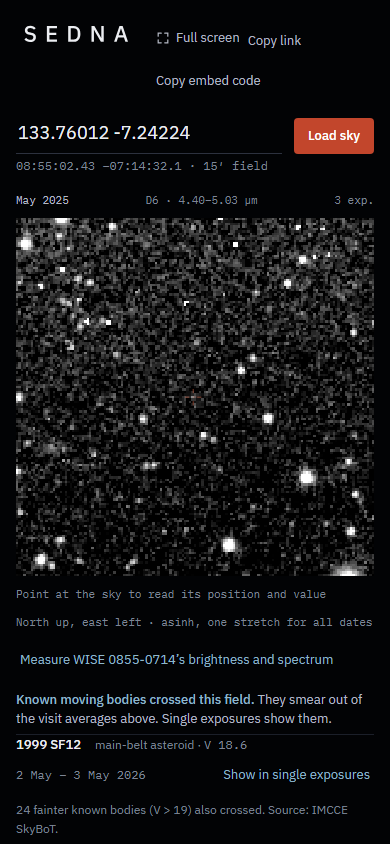 SEDNA
Full screen
Copy link
Copy embed code
133.76012 -7.24224
Load sky
08:55:02.43 −07:14:32.1 · 15′ field
May 2025
D6 · 4.40–5.03 µm
3 exp.
Point at the sky to read its position and value
North up, east left · asinh, one stretch for all dates
Measure WISE 0855-0714’s brightness and spectrum
Known moving bodies crossed this field. They smear out of
the visit averages above. Single exposures show them.
1999 SF12 main-belt asteroid · V 18.6
2 May – 3 May 2026
Show in single exposures
24 fainter known bodies (V > 19) also crossed. Source: IMCCE
SkyBoT.